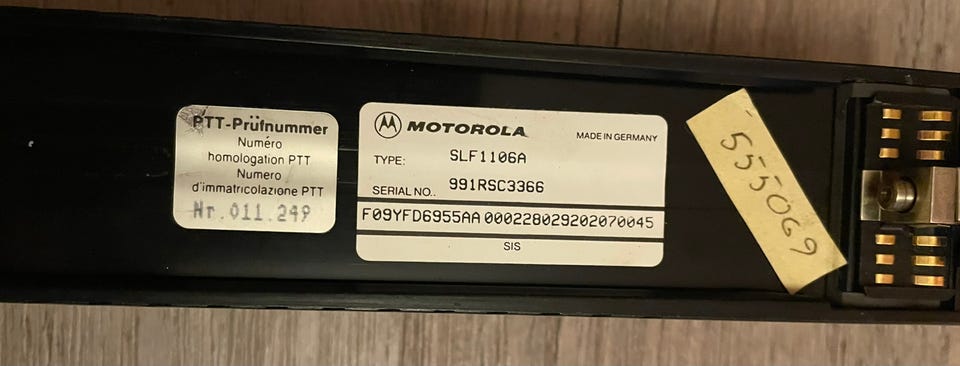 PTT-Prüfnummer
Numéro
homologation PTT
Numero
d'immatricolazione PTT
Nr. 011.249
MOTOROLA
MADE IN GERMANY
TYPE: SLF1106A
SERIAL NO.. 991RSC3366
F09YFD6955AA 000228029202070045
SIS
555069